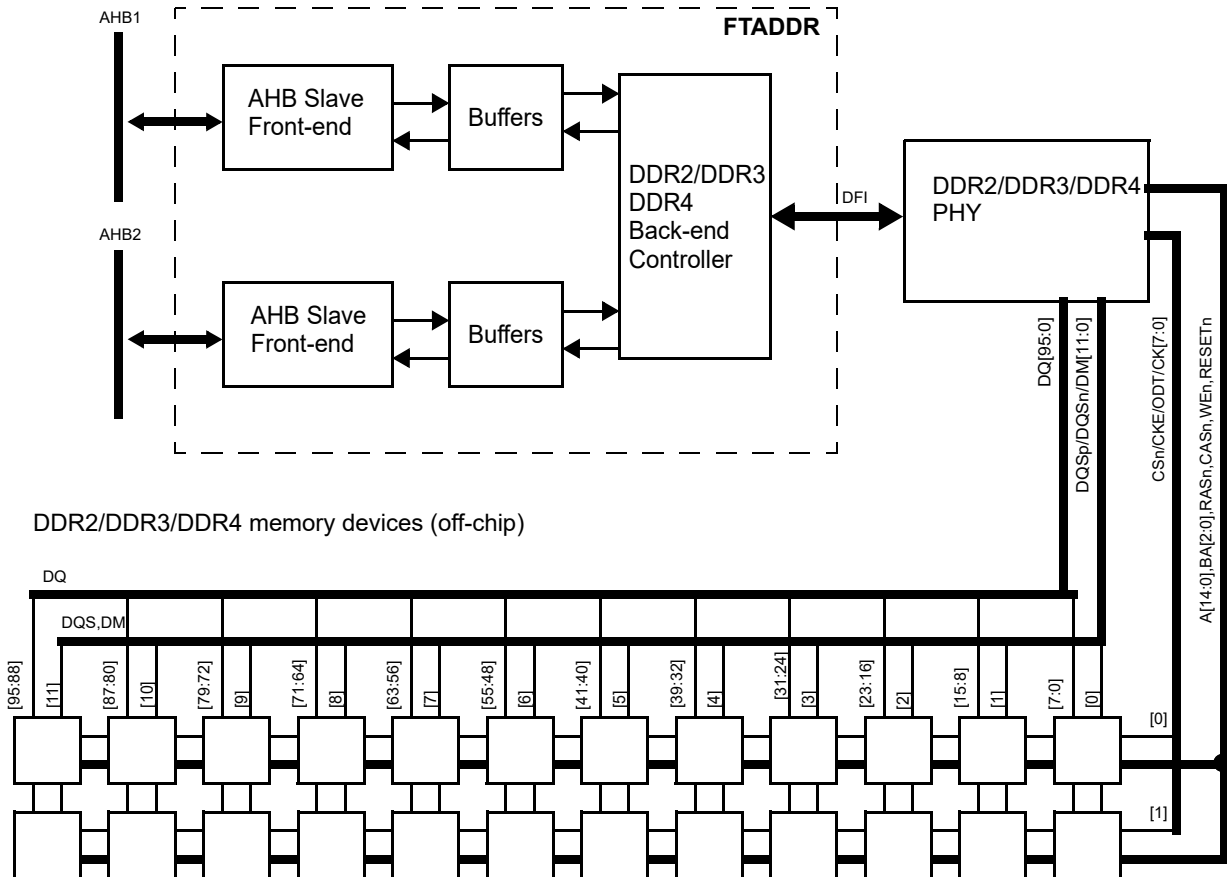 AHB1
FTADDR
AHB Slave
Front-end
Buffers
DDR2/DDR3
DDR4
Back-end
Controller
DFI
DDR2/DDR3/DDR4
PHY
AHB2
AHB Slave
Front-end
Buffers
DQ[95:0]
DQSp/DQSn/DM[11:0]
CSn/CKE/ODT/CK[7:0]
A[14:0],BA[2:0],RASn,CASn,WEn,RESETn
DDR2/DDR3/DDR4 memory devices (off-chip)
DQ
DQS,DM
[95:88]
[11]
[87:80]
[10]
[79:72]
[9]
[71:64]
[8]
[63:56]
[7]
[55:48]
[6]
[41:40]
[5]
[39:32]
[4]
[31:24]
[3]
[23:16]
[2]
[15:8]
[1]
[7:0]
[0]
[0]
[1]